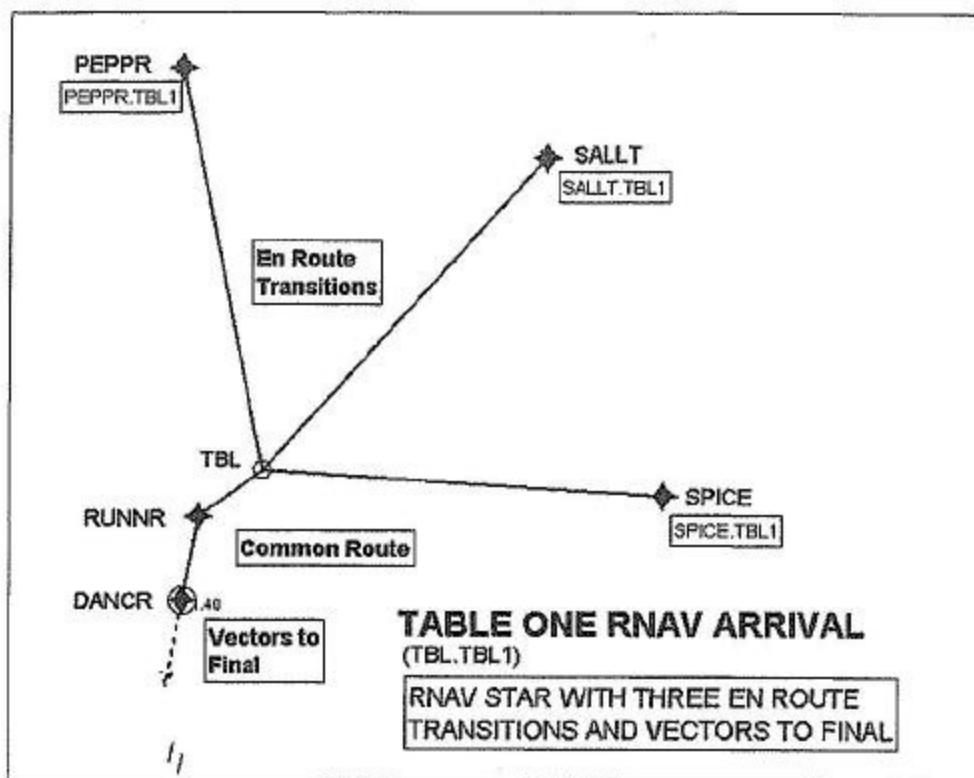 PEPPR
PEPPR.TBL1
SALLT
SALLT.TBL1
En Route
Transitions
TBL
SPICE
SPICE.TBL1
RUNNR
Common Route
DANCR
Vectors to
Final
TABLE ONE RNAV ARRIVAL
(TBL.TBL1)
RNAV STAR WITH THREE EN ROUTE
TRANSITIONS AND VECTORS TO FINAL